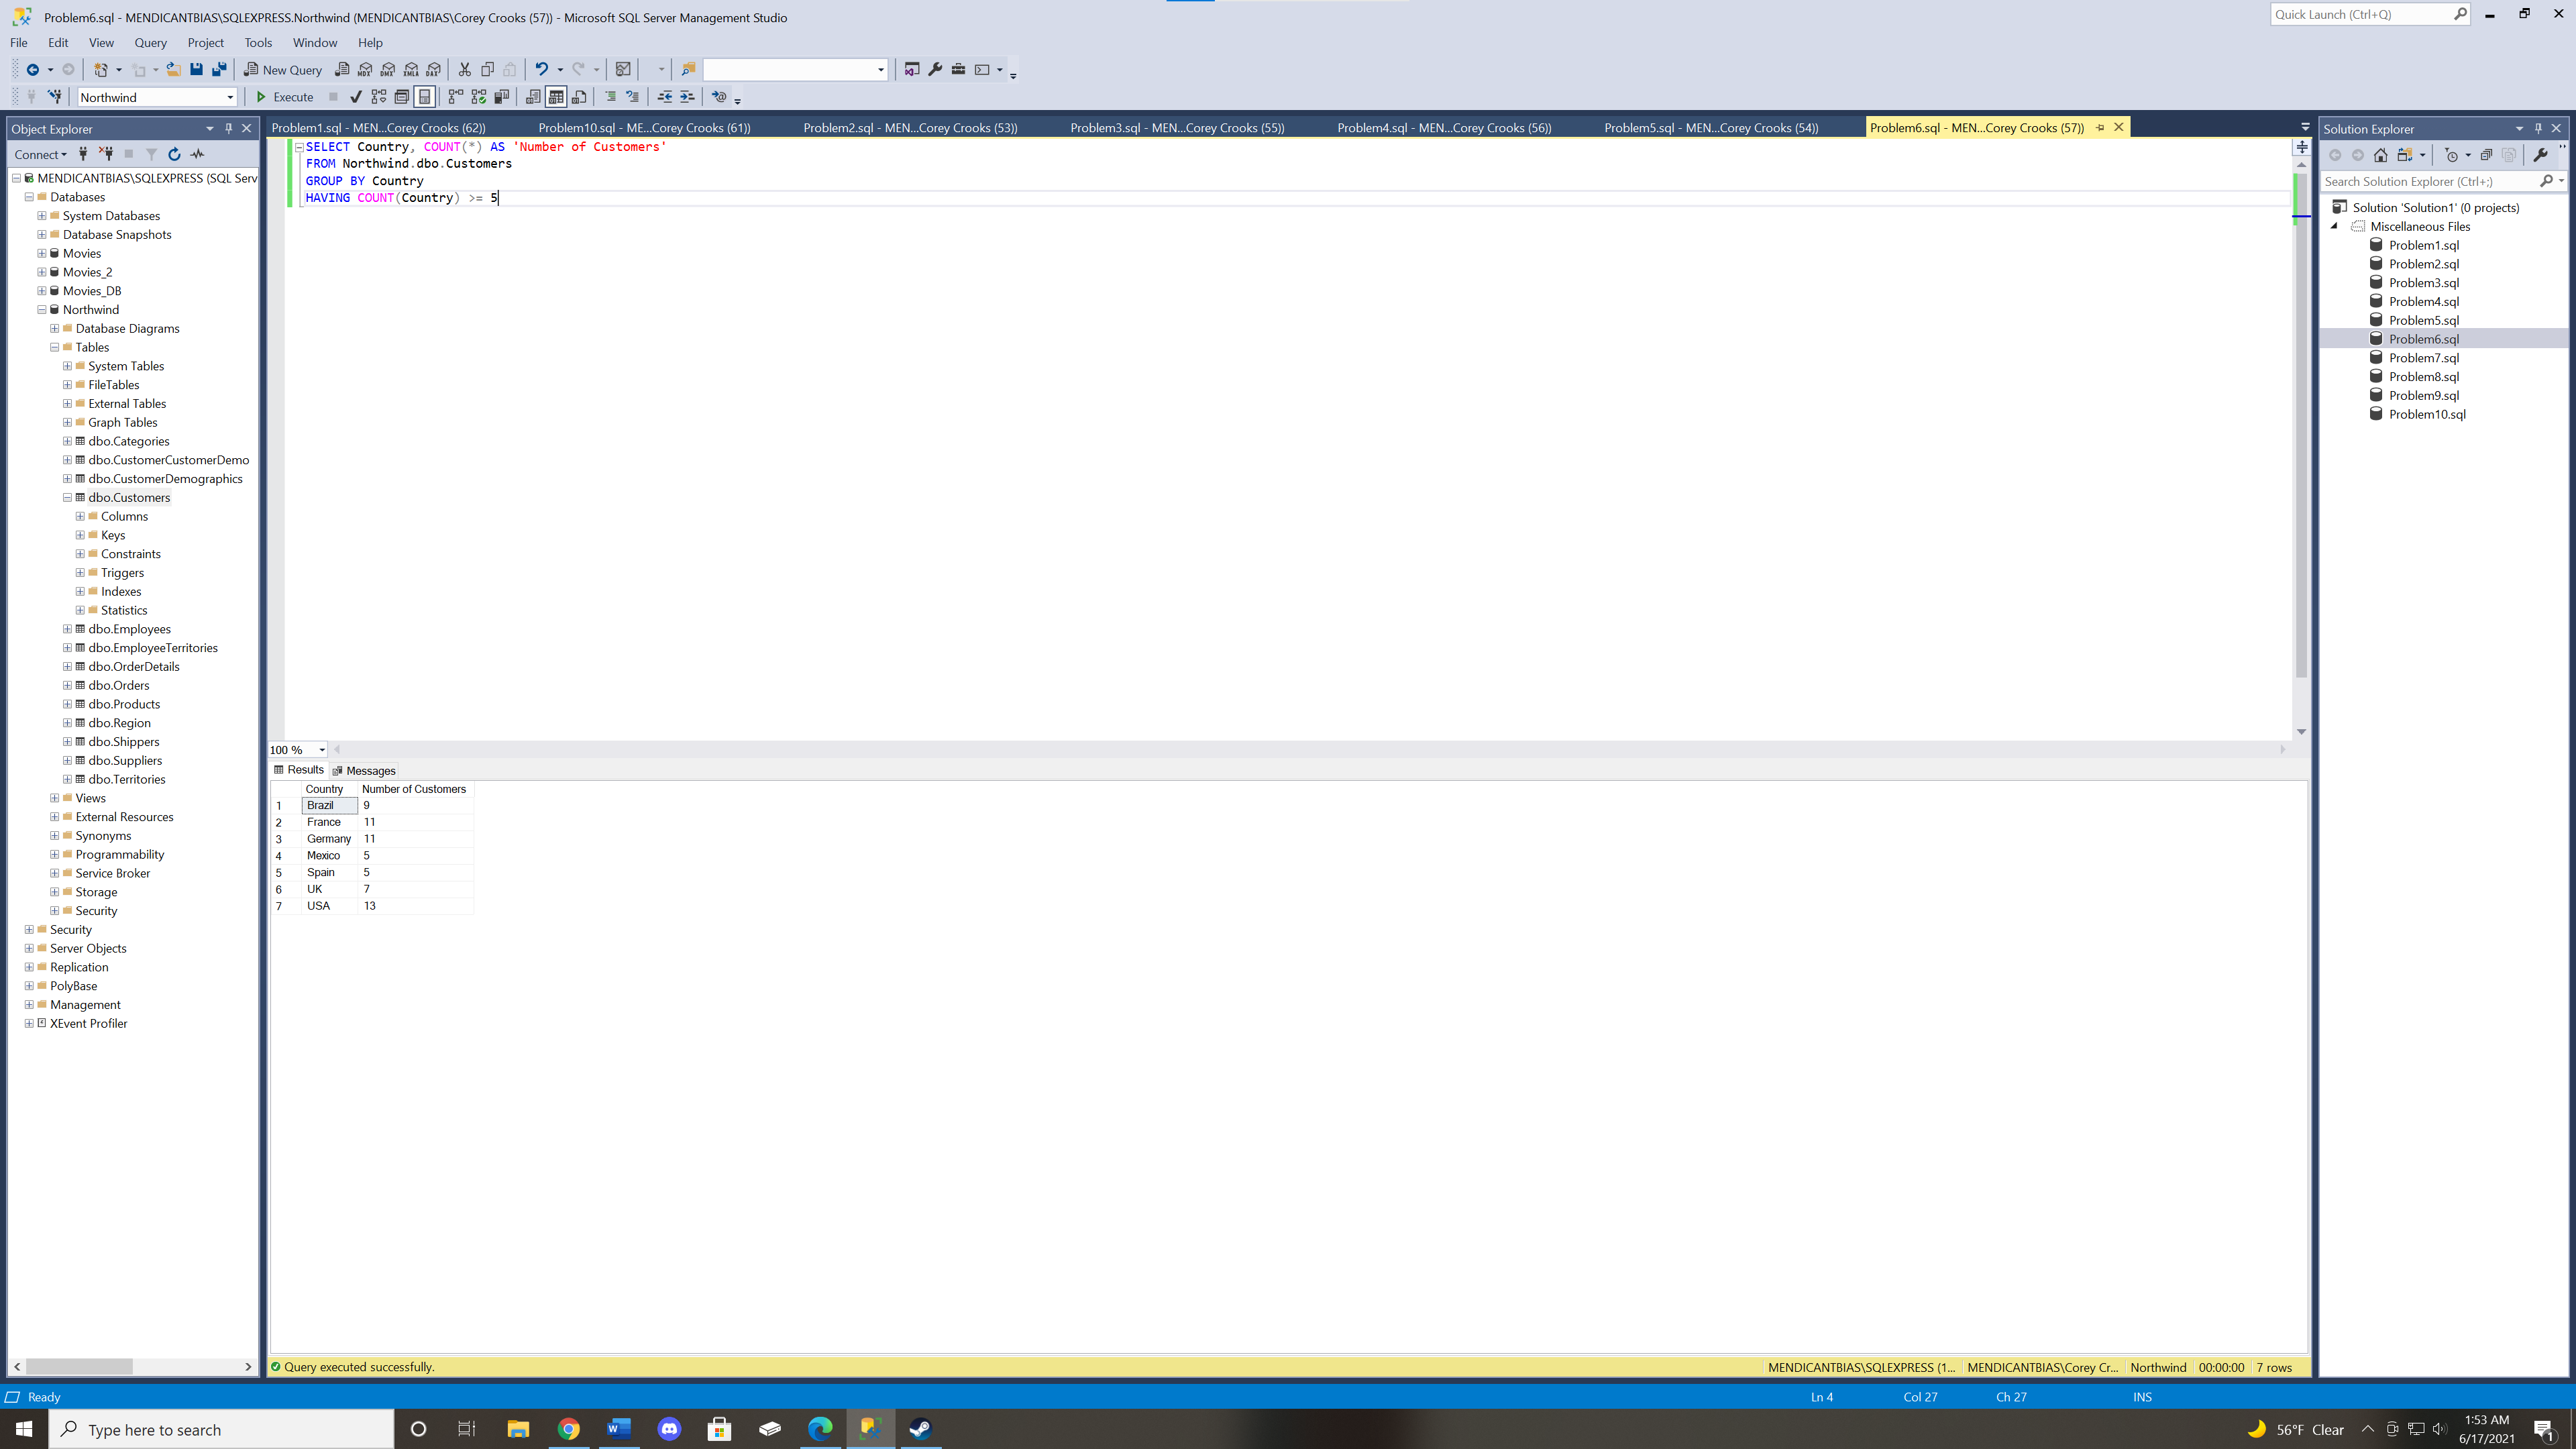 Problem6.sql - MENDICANTBIAS\SQLEXPRESS.Northwind (MENDICANTBIAS\Corey Crooks (57)) - Microsoft SQL Server Management Studio
Quick Launch (Ctrl+Q)
File Edit View Query Project Tools Window Help
New Query MDX DMX XMLA DAX
Northwind Execute
Object Explorer
Connect
MENDICANTBIAS\SQLEXPRESS (SQL Serv
Databases
System Databases
Database Snapshots
Movies
Movies_2
Movies_DB
Northwind
Database Diagrams
Tables
System Tables
FileTables
External Tables
Graph Tables
dbo.Categories
dbo.CustomerCustomerDemo
dbo.CustomerDemographics
dbo.Customers
Columns
Keys
Constraints
Triggers
Indexes
Statistics
dbo.Employees
dbo.EmployeeTerritories
dbo.OrderDetails
dbo.Orders
dbo.Products
dbo.Region
dbo.Shippers
dbo.Suppliers
dbo.Territories
Views
External Resources
Synonyms
Programmability
Service Broker
Storage
Security
Security
Server Objects
Replication
PolyBase
Management
XEvent Profiler
Problem1.sql - MEN...Corey Crooks (62)) Problem10.sql - ME...Corey Crooks (61)) Problem2.sql - MEN...Corey Crooks (53)) Problem3.sql - MEN...Corey Crooks (55)) Problem4.sql - MEN...Corey Crooks (56)) Problem5.sql - MEN...Corey Crooks (54)) Problem6.sql - MEN...Corey Crooks (57))
SELECT Country, COUNT(*) AS 'Number of Customers'
FROM Northwind.dbo.Customers
GROUP BY Country
HAVING COUNT(Country) >= 5
100 %
Results Messages
Country Number of Customers
1 Brazil 9
2 France 11
3 Germany 11
4 Mexico 5
5 Spain 5
6 UK 7
7 USA 13
Query executed successfully. MENDICANTBIAS\SQLEXPRESS (1... MENDICANTBIAS\Corey Cr... Northwind 00:00:00 7 rows
Solution Explorer
Search Solution Explorer (Ctrl+;)
Solution 'Solution1' (0 projects)
Miscellaneous Files
Problem1.sql
Problem2.sql
Problem3.sql
Problem4.sql
Problem5.sql
Problem6.sql
Problem7.sql
Problem8.sql
Problem9.sql
Problem10.sql
Ready Ln 4 Col 27 Ch 27 INS
Type here to search
56°F Clear
1:53 AM
6/17/2021
1